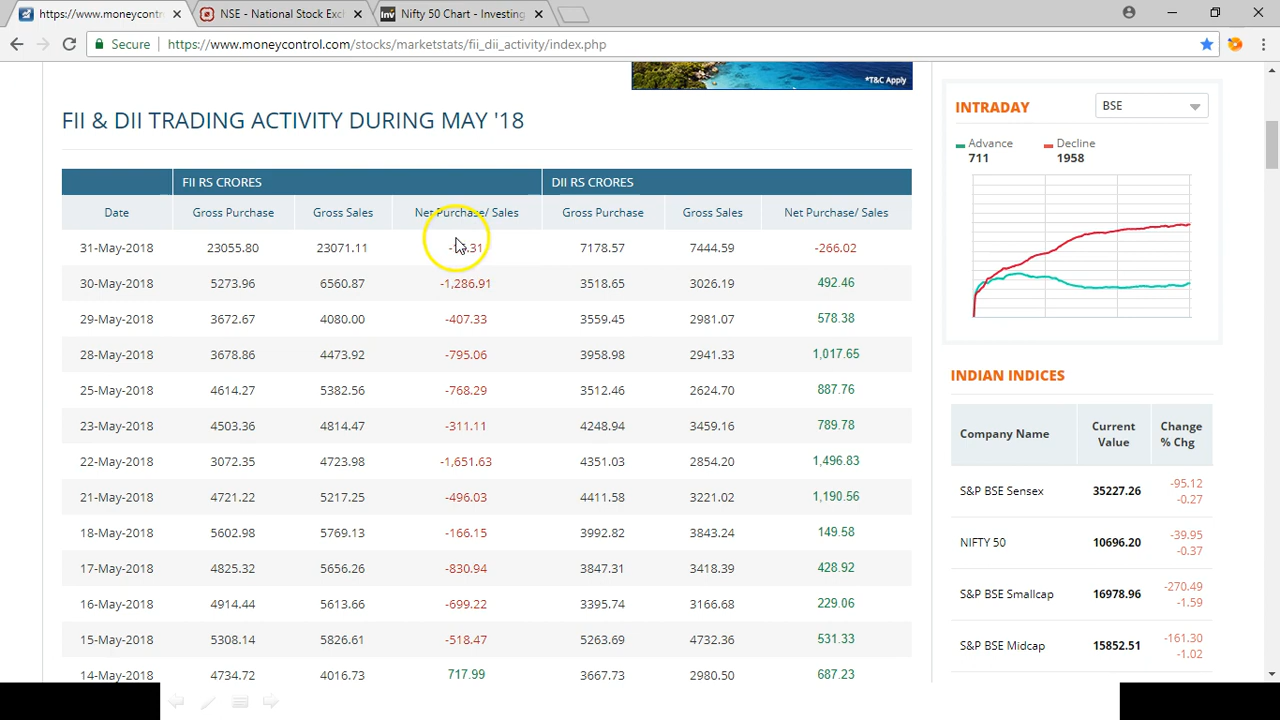 https://www.moneycont
NSE - National Stock Exch
Inv Nifty 50 Chart - Investing
Secure https://www.moneycontrol.com/stocks/marketstats/fii_dii_activity/index.php
*T&C Apply
FII & DII TRADING ACTIVITY DURING MAY '18
FII RS CRORES DII RS CRORES
Date Gross Purchase Gross Sales Net Purchase/ Sales Gross Purchase Gross Sales Net Purchase/ Sales
31-May-2018 23055.80 23071.11 7178.57 7444.59 -266.02
30-May-2018 5273.96 6560.87 -1,286.91 3518.65 3026.19 492.46
29-May-2018 3672.67 4080.00 -407.33 3559.45 2981.07 578.38
28-May-2018 3678.86 4473.92 -795.06 3958.98 2941.33 1,017.65
25-May-2018 4614.27 5382.56 -768.29 3512.46 2624.70 887.76
23-May-2018 4503.36 4814.47 -311.11 4248.94 3459.16 789.78
22-May-2018 3072.35 4723.98 -1,651.63 4351.03 2854.20 1,496.83
21-May-2018 4721.22 5217.25 -496.03 4411.58 3221.02 1,190.56
18-May-2018 5602.98 5769.13 -166.15 3992.82 3843.24 149.58
17-May-2018 4825.32 5656.26 -830.94 3847.31 3418.39 428.92
16-May-2018 4914.44 5613.66 -699.22 3395.74 3166.68 229.06
15-May-2018 5308.14 5826.61 -518.47 5263.69 4732.36 531.33
14-May-2018 4734.72 4016.73 717.99 3667.73 2980.50 687.23
INTRADAY BSE
Advance Decline
711 1958
INDIAN INDICES
Company Name Current Value Change % Chg
S&P BSE Sensex 35227.26 -95.12 -0.27
NIFTY 50 10696.20 -39.95 -0.37
S&P BSE Smallcap 16978.96 -270.49 -1.59
S&P BSE Midcap 15852.51 -161.30 -1.02